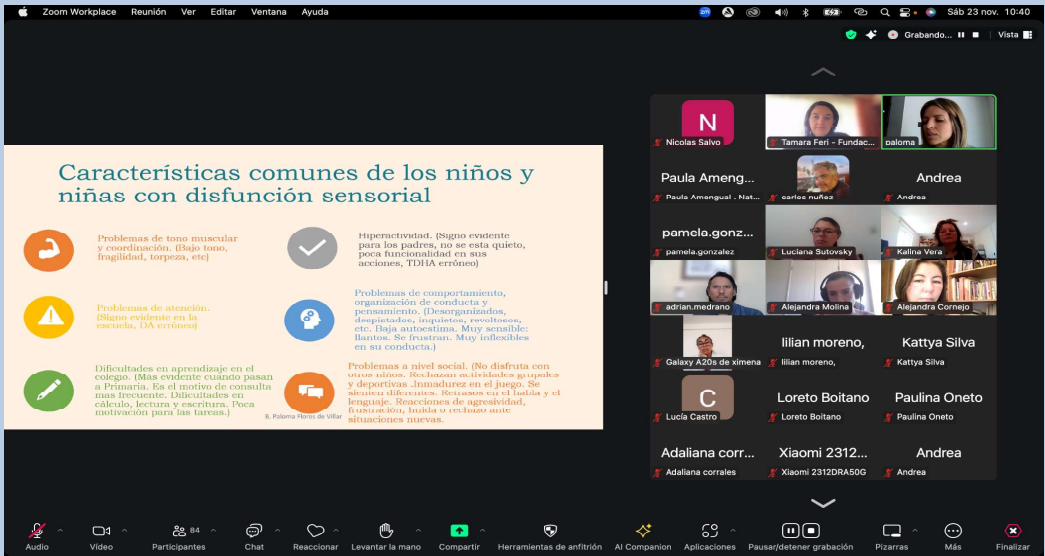 Zoom Workplace Reunión Ver Editar Ventana Ayuda
zm
Sáb 23 nov. 10:40
Grabando... Vista
Características comunes de los niños y
niñas con disfunción sensorial
Problemas de tono muscular
y coordinación. (Bajo tono,
fragilidad, torpeza, etc)
Problemas de atención.
(Signo evidente en la
escuela, DA erróneo)
Dificultades en aprendizaje en el
colegio. (Mas evidente cuando pasan
a Primaria. Es el motivo de consulta
mas frecuente. Dificultades en
cálculo, lectura y escritura. Poca
motivación para las tareas.)
Hiperactividad. (Signo evidente
para los padres, no se esta quieto,
poca funcionalidad en sus
acciones, TDHA erróneo)
Problemas de comportamiento,
organización de conducta y
pensamiento. (Desorganizados,
despistados, inquietos, revoltosos,
etc. Baja autoestima. Muy sensible:
llantos. Se frustran. Muy inflexibles
en su conducta.)
Problemas a nivel social. (No disfruta con
otros niños. Rechazan actividades grupales
y deportivas .Inmadurez en el juego. Se
sienten diferentes. Retrasos en el habla y el
lenguaje. Reacciones de agresividad,
frustración, huida o rechazo ante
situaciones nuevas.
B. Paloma Flores de Villar
N
Nicolas Salvo
Tamara Feri - Fundac...
paloma
Paula Ameng...
Paula Amengual - Nat...
carlos nuñez
Andrea
Andrea
pamela.gonz...
pamela.gonzalez
Luciana Sutovsky
Kalina Vera
adrian.medrano
Alejandra Molina
Alejandra Cornejo
Galaxy A20s de ximena
lilian moreno,
lilian moreno,
Kattya Silva
Kattya Silva
C
Lucía Castro
Loreto Boitano
Loreto Boitano
Paulina Oneto
Paulina Oneto
Adaliana corr...
Adaliana corrales
Xiaomi 2312...
Xiaomi 2312DRA50G
Andrea
Andrea
Audio
Vídeo
84
Participantes
Chat
Reaccionar
Levantar la mano
Compartir
Herramientas de anfitrión
AI Companion
Aplicaciones
Pausar/detener grabación
Pizarras
Más
Finalizar